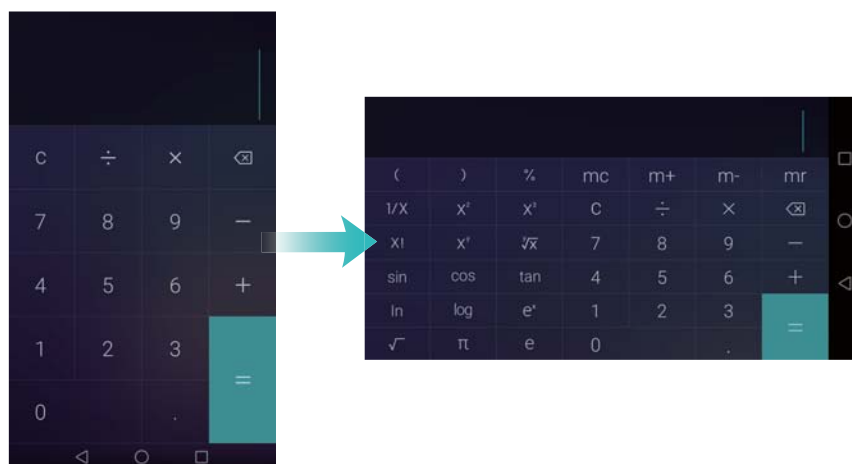 C ÷ ×
7 8 9 −
4 5 6 +
1 2 3 =
0 .
( ) % mc m+ m- mr
1/X X² X³ C ÷ ×
X! Xʸ ʸ√x 7 8 9 −
sin cos tan 4 5 6 +
ln log eˣ 1 2 3 =
√ π e 0 .